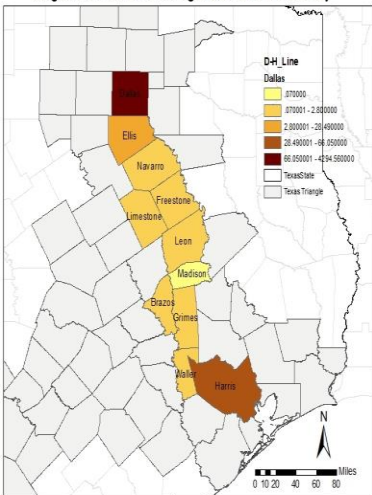 D-H_Line
Dallas
.070000
.070001 - 2.800000
2.800001 - 28.490000
28.490001 - 66.050000
66.050001 - 4294.560000
TexasState
Texas Triangle
Dallas
Ellis
Navarro
Freestone
Limestone
Leon
Madison
Brazos
Grimes
Waller
Harris
N
Miles
0 10 20 40 60 80